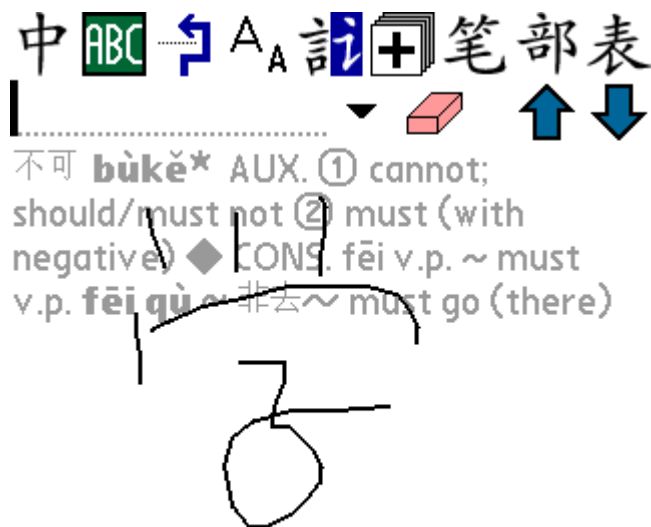 中 ABC A A 註 笔 部 表
不可 bùkě* AUX. ① cannot;
should/must not ② must (with
negative) ◆ CONS. fēi v.p. ~ must
v.p. fēi qù ~ 非去～ must go (there)